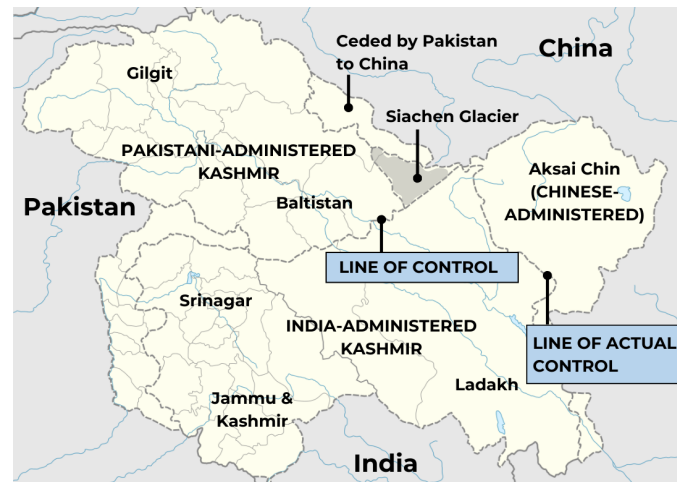 Ceded by Pakistan
to China
China
Gilgit
Siachen Glacier
PAKISTANI-ADMINISTERED
KASHMIR
Aksai Chin
(CHINESE-
ADMINISTERED)
Pakistan
Baltistan
LINE OF CONTROL
Srinagar
INDIA-ADMINISTERED
KASHMIR
LINE OF ACTUAL
CONTROL
Ladakh
Jammu &
Kashmir
India